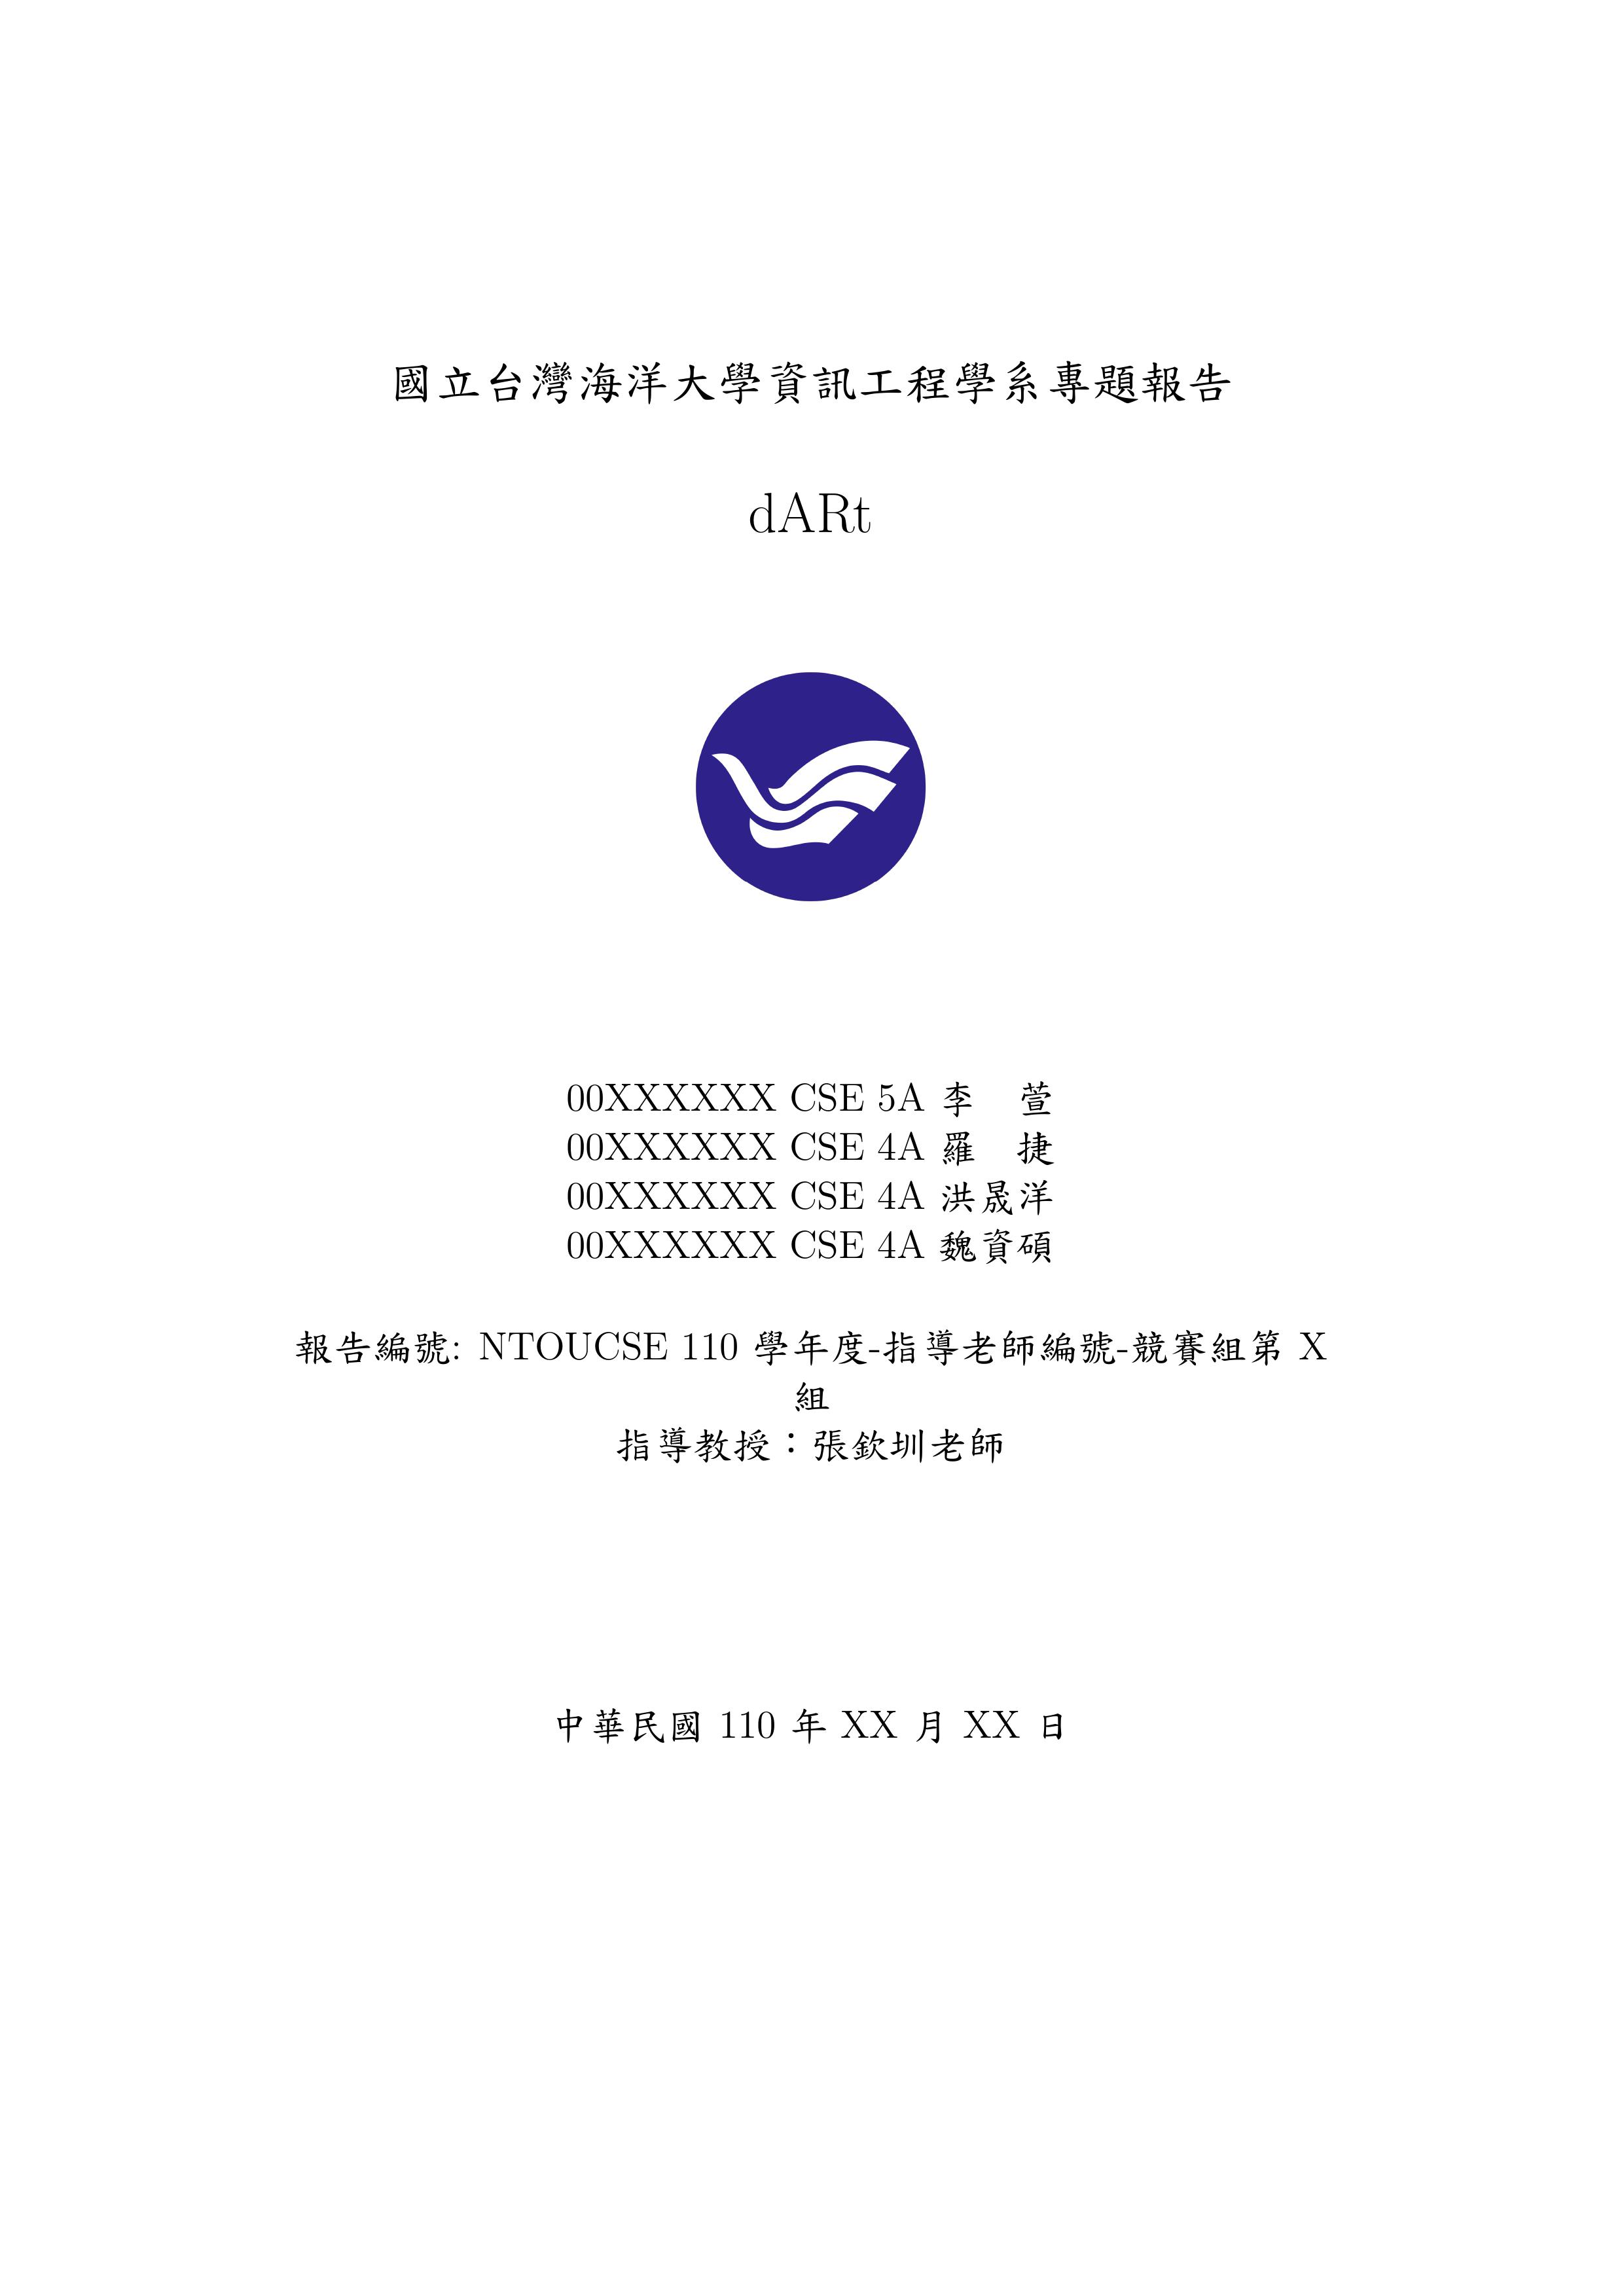 國立台灣海洋大學資訊工程學系專題報告
dARt
00XXXXXX CSE 5A 李　萱
00XXXXXX CSE 4A 羅　捷
00XXXXXX CSE 4A 洪晟洋
00XXXXXX CSE 4A 魏資碩
報告編號: NTOUCSE 110 學年度-指導老師編號-競賽組第 X
組
指導教授：張欽圳老師
中華民國 110 年 XX 月 XX 日